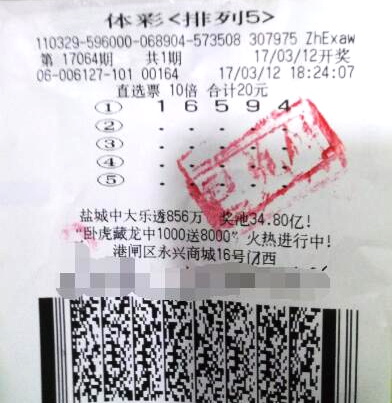 体彩<排列5>
110329-596000-068904-573508 307975 ZhExaw
第 17064期 共1期 17/03/12开奖
06-006127-101 00164 17/03/12 18:24:07
直选票 10倍 合计20元
① 1 6 5 9 4
② . . . . .
③ . . . . .
④ . . . . .
⑤ . . . . .
盐城中大乐透856万 奖池34.80亿!
“卧虎藏龙中1000送8000”火热进行中!
港闸区永兴商城16号门西